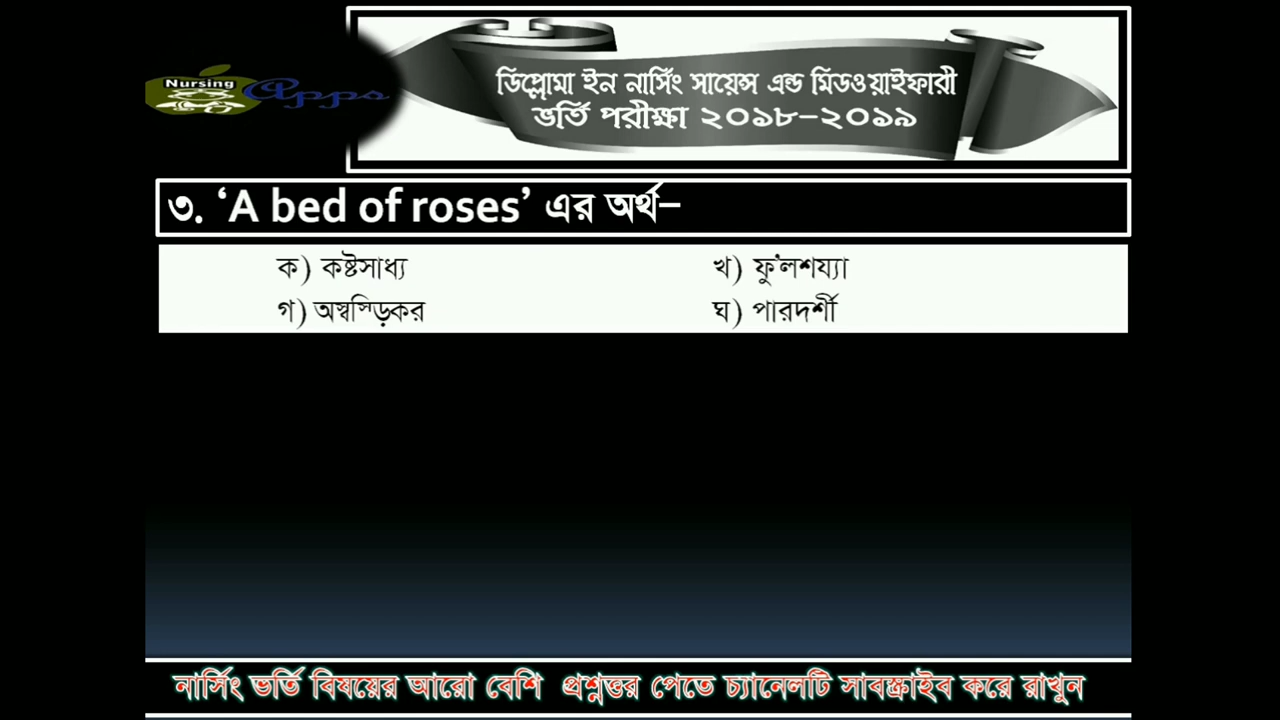 Nursing Apps
ডিপ্লোমা ইন নার্সিং সায়েন্স এন্ড মিডওয়াইফারী
ভর্তি পরীক্ষা ২০১৮-২০১৯
৩. ‘A bed of roses’ এর অর্থ–
ক) কষ্টসাধ্য খ) ফু'লশয্যা
গ) অস্বস্ড়িকর ঘ) পারদর্শী
নার্সিং ভর্তি বিষয়ের আরো বেশি প্রশ্নত্তর পেতে চ্যানেলটি সাবস্ক্রাইব করে রাখুন